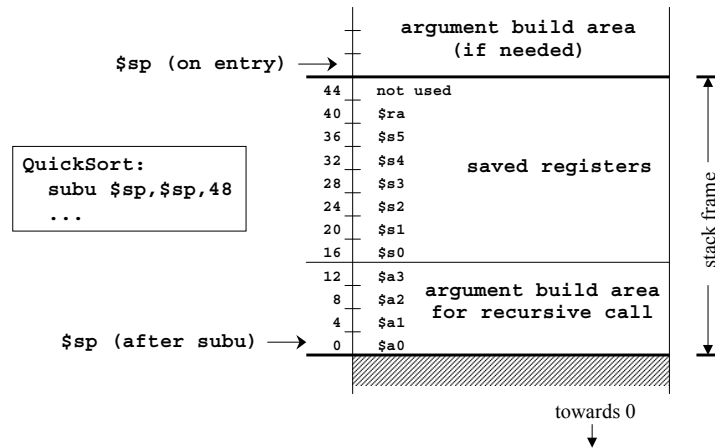 argument build area
(if needed)
$sp (on entry)
44 not used
40 $ra
36 $s5
32 $s4
28 $s3
24 $s2
20 $s1
16 $s0
saved registers
QuickSort:
subu $sp,$sp,48
...
stack frame
12 $a3
8 $a2
4 $a1
0 $a0
argument build area
for recursive call
$sp (after subu)
towards 0